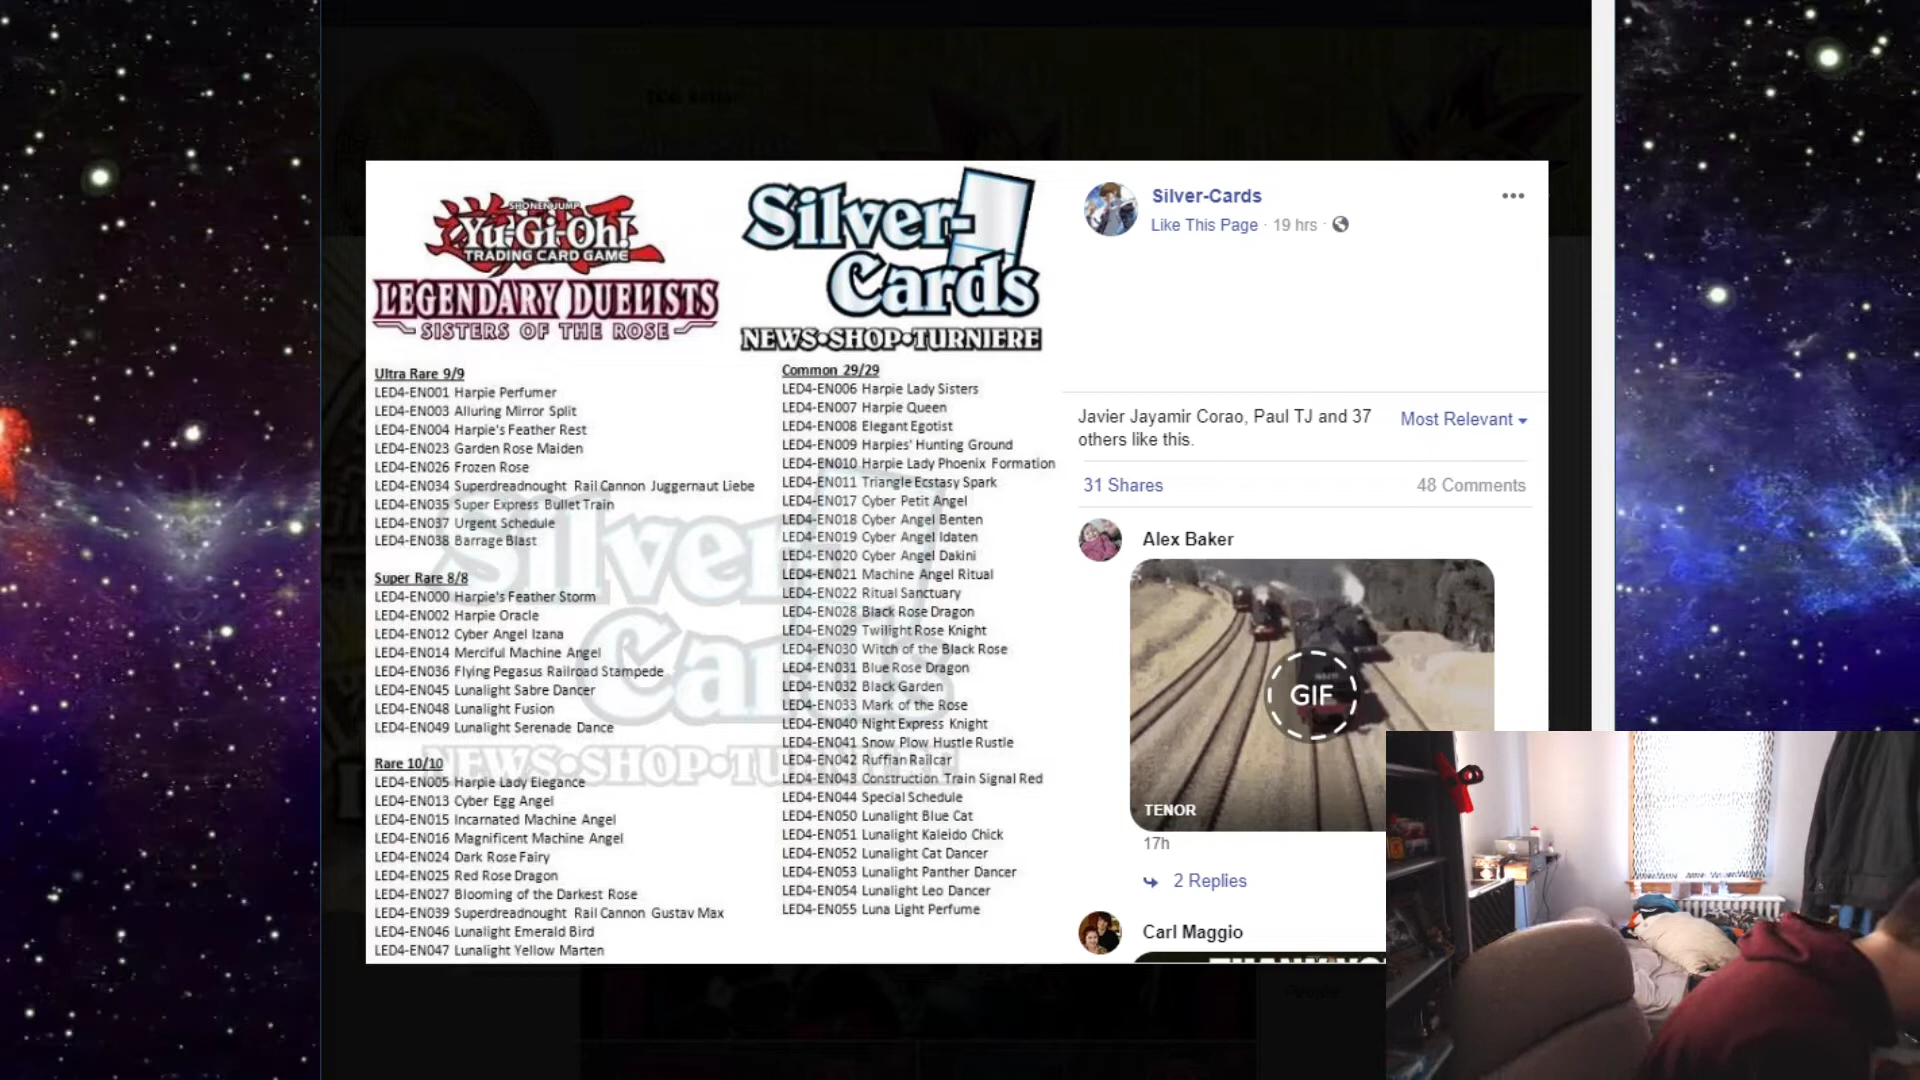 SHONEN JUMP
Yu-Gi-Oh!
TRADING CARD GAME
LEGENDARY DUELISTS
SISTERS OF THE ROSE
Silver-
Cards
NEWS•SHOP•TURNIERE
Ultra Rare 9/9
LED4-EN001 Harpie Perfumer
LED4-EN003 Alluring Mirror Split
LED4-EN004 Harpie's Feather Rest
LED4-EN023 Garden Rose Maiden
LED4-EN026 Frozen Rose
LED4-EN034 Superdreadnought Rail Cannon Juggernaut Liebe
LED4-EN035 Super Express Bullet Train
LED4-EN037 Urgent Schedule
LED4-EN038 Barrage Blast
Super Rare 8/8
LED4-EN000 Harpie's Feather Storm
LED4-EN002 Harpie Oracle
LED4-EN012 Cyber Angel Izana
LED4-EN014 Merciful Machine Angel
LED4-EN036 Flying Pegasus Railroad Stampede
LED4-EN045 Lunalight Sabre Dancer
LED4-EN048 Lunalight Fusion
LED4-EN049 Lunalight Serenade Dance
Rare 10/10
LED4-EN005 Harpie Lady Elegance
LED4-EN013 Cyber Egg Angel
LED4-EN015 Incarnated Machine Angel
LED4-EN016 Magnificent Machine Angel
LED4-EN024 Dark Rose Fairy
LED4-EN025 Red Rose Dragon
LED4-EN027 Blooming of the Darkest Rose
LED4-EN039 Superdreadnought Rail Cannon Gustav Max
LED4-EN046 Lunalight Emerald Bird
LED4-EN047 Lunalight Yellow Marten
Common 29/29
LED4-EN006 Harpie Lady Sisters
LED4-EN007 Harpie Queen
LED4-EN008 Elegant Egotist
LED4-EN009 Harpies' Hunting Ground
LED4-EN010 Harpie Lady Phoenix Formation
LED4-EN011 Triangle Ecstasy Spark
LED4-EN017 Cyber Petit Angel
LED4-EN018 Cyber Angel Benten
LED4-EN019 Cyber Angel Idaten
LED4-EN020 Cyber Angel Dakini
LED4-EN021 Machine Angel Ritual
LED4-EN022 Ritual Sanctuary
LED4-EN028 Black Rose Dragon
LED4-EN029 Twilight Rose Knight
LED4-EN030 Witch of the Black Rose
LED4-EN031 Blue Rose Dragon
LED4-EN032 Black Garden
LED4-EN033 Mark of the Rose
LED4-EN040 Night Express Knight
LED4-EN041 Snow Plow Hustle Rustle
LED4-EN042 Ruffian Railcar
LED4-EN043 Construction Train Signal Red
LED4-EN044 Special Schedule
LED4-EN050 Lunalight Blue Cat
LED4-EN051 Lunalight Kaleido Chick
LED4-EN052 Lunalight Cat Dancer
LED4-EN053 Lunalight Panther Dancer
LED4-EN054 Lunalight Leo Dancer
LED4-EN055 Luna Light Perfume
Silver-
Cards
NEWS•SHOP•TU
Silver-Cards
Like This Page · 19 hrs ·
Javier Jayamir Corao, Paul TJ and 37
others like this.
Most Relevant
31 Shares
48 Comments
Alex Baker
GIF
TENOR
17h
2 Replies
Carl Maggio